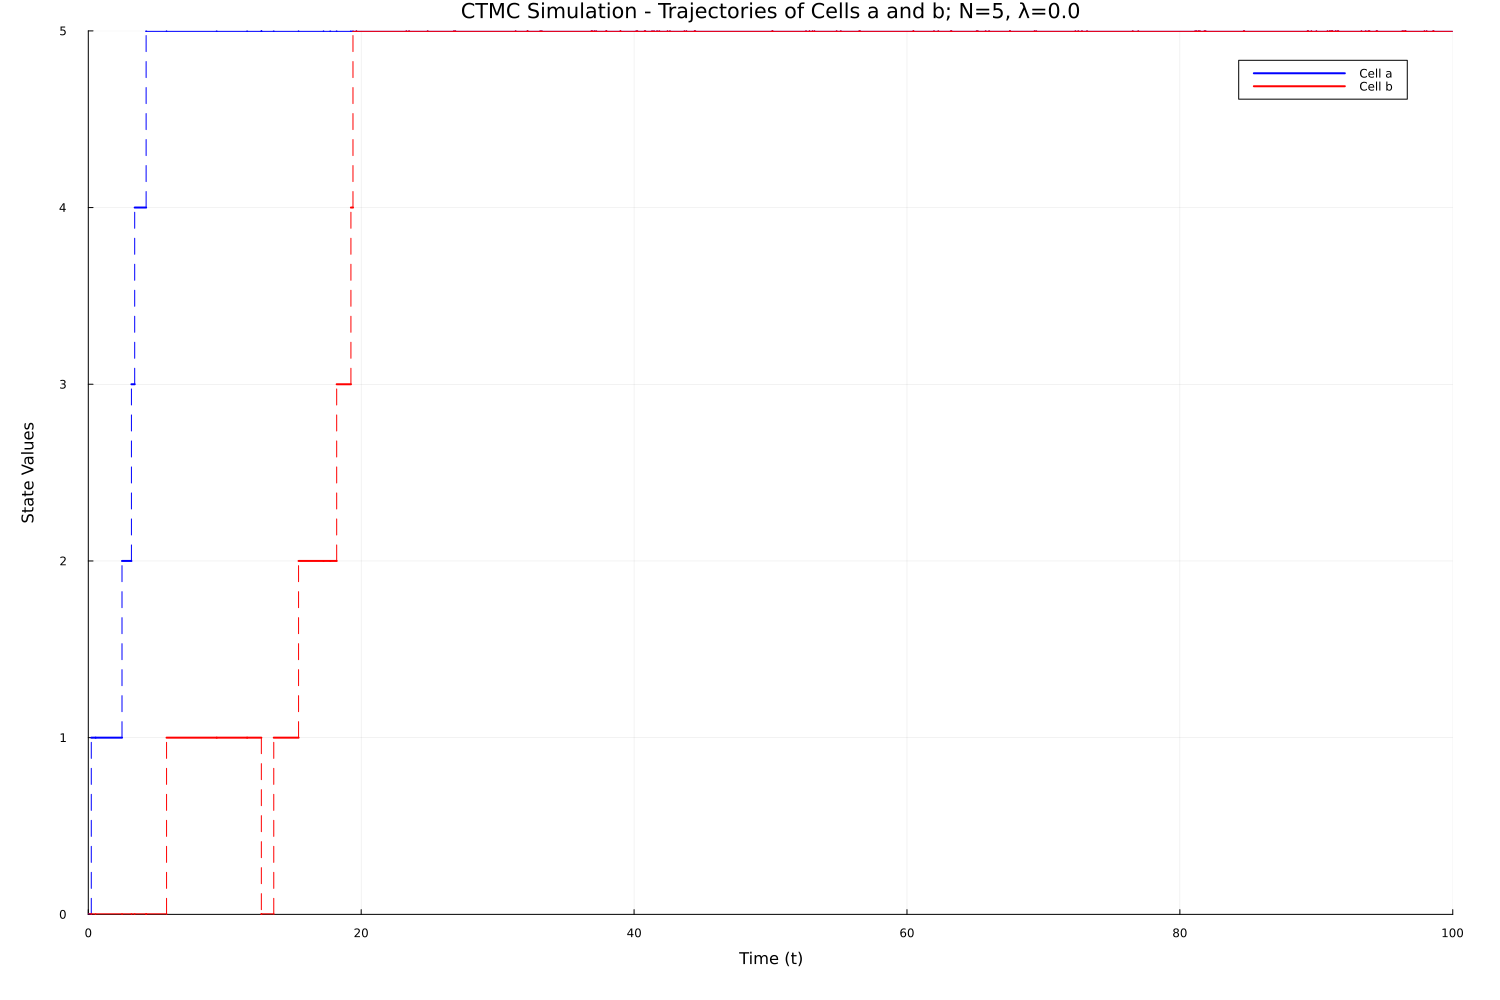 CTMC Simulation - Trajectories of Cells a and b; N=5, λ=0.0
5
Cell a
Cell b
4
3
State Values
2
1
0
0 20 40 60 80 100
Time (t)